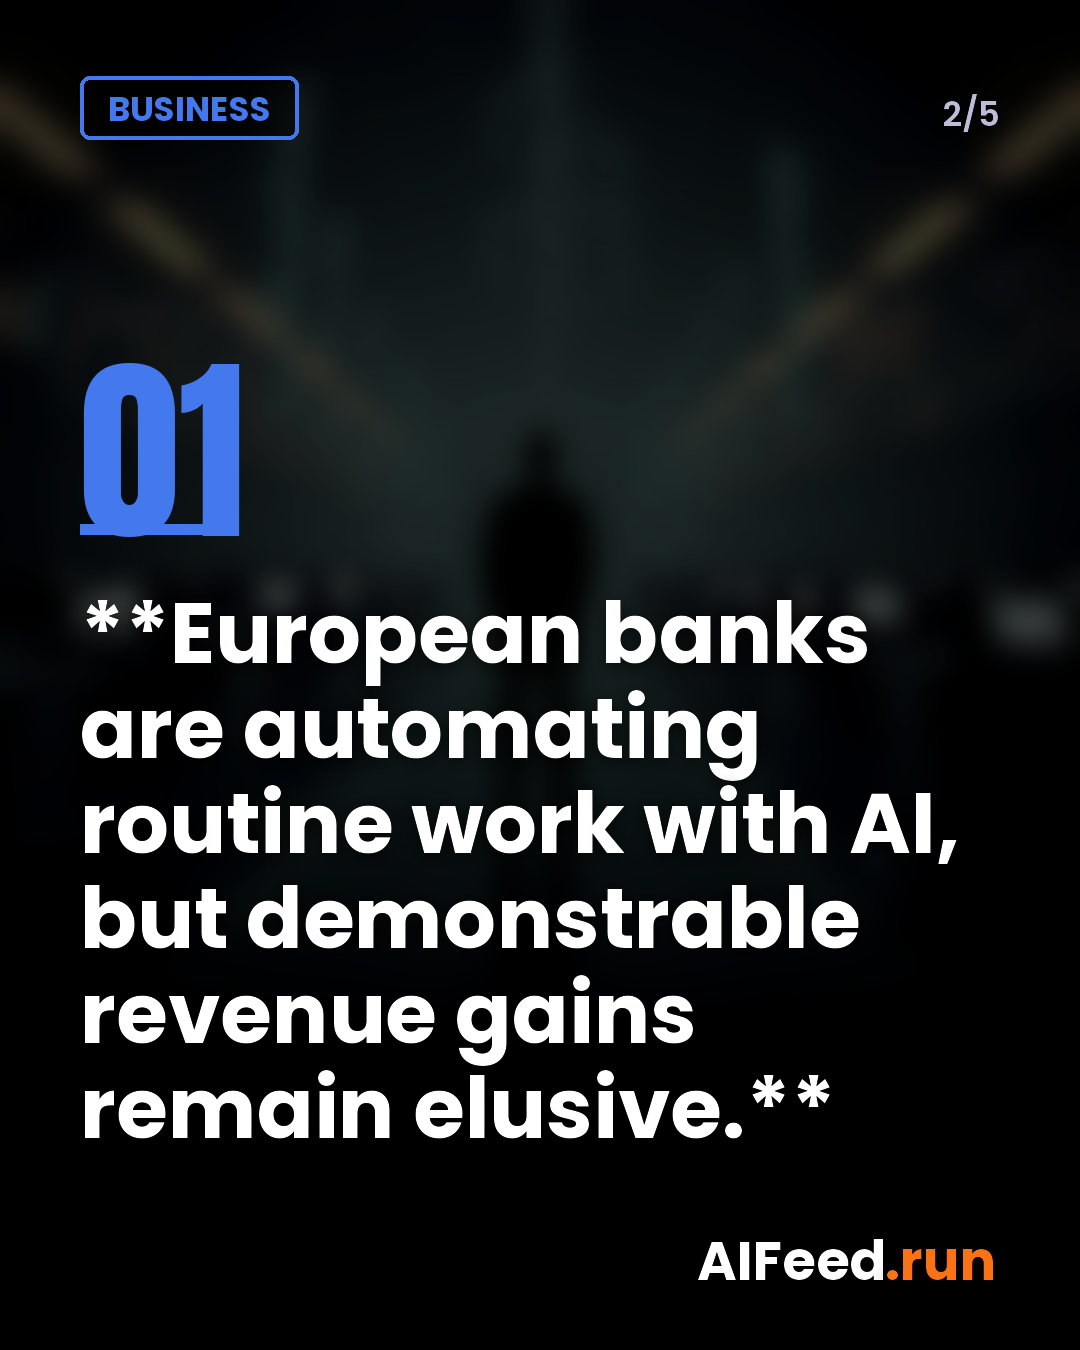 BUSINESS
2/5
01
**European banks
are automating
routine work with AI,
but demonstrable
revenue gains
remain elusive.**
AIFeed.run